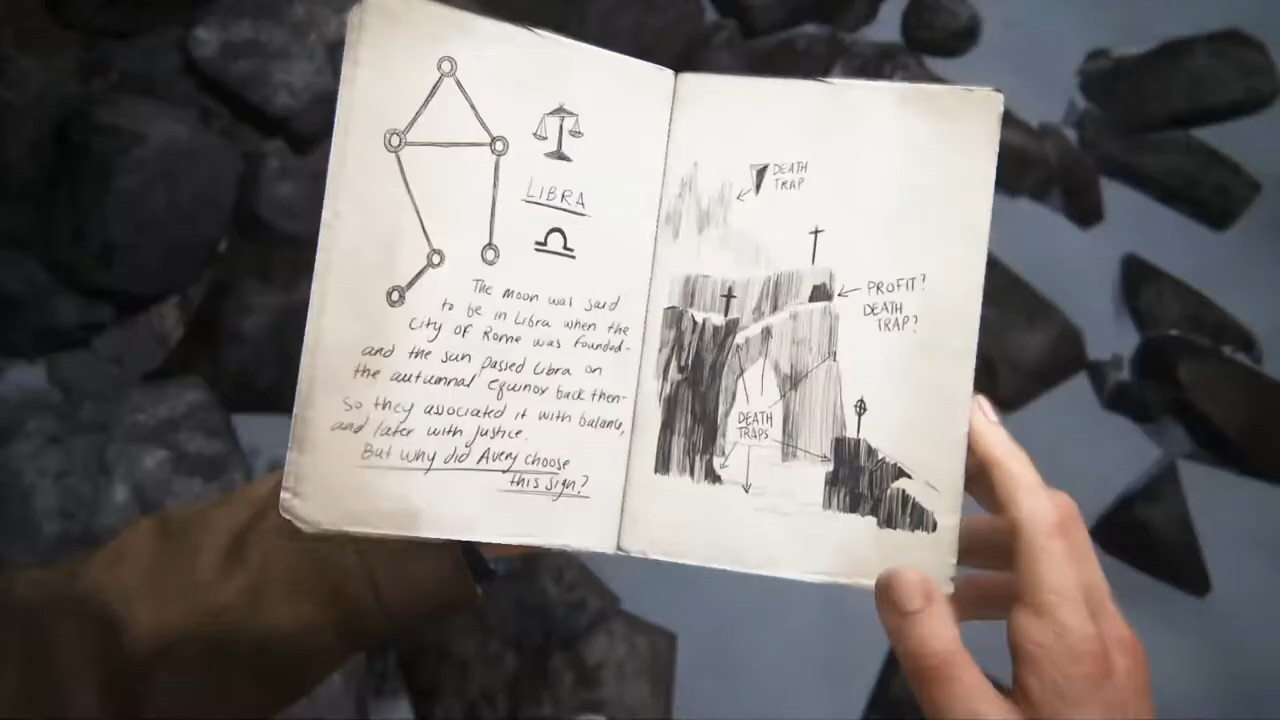 LIBRA
The moon was said
to be in Libra when the
City of Rome was founded-
and the sun passed Libra on
the autumnal equinox back then-
So they associated it with balance,
and later with justice.
But why did Avery choose
this sign?
DEATH
TRAP
PROFIT?
DEATH
TRAP?
DEATH
TRAPS